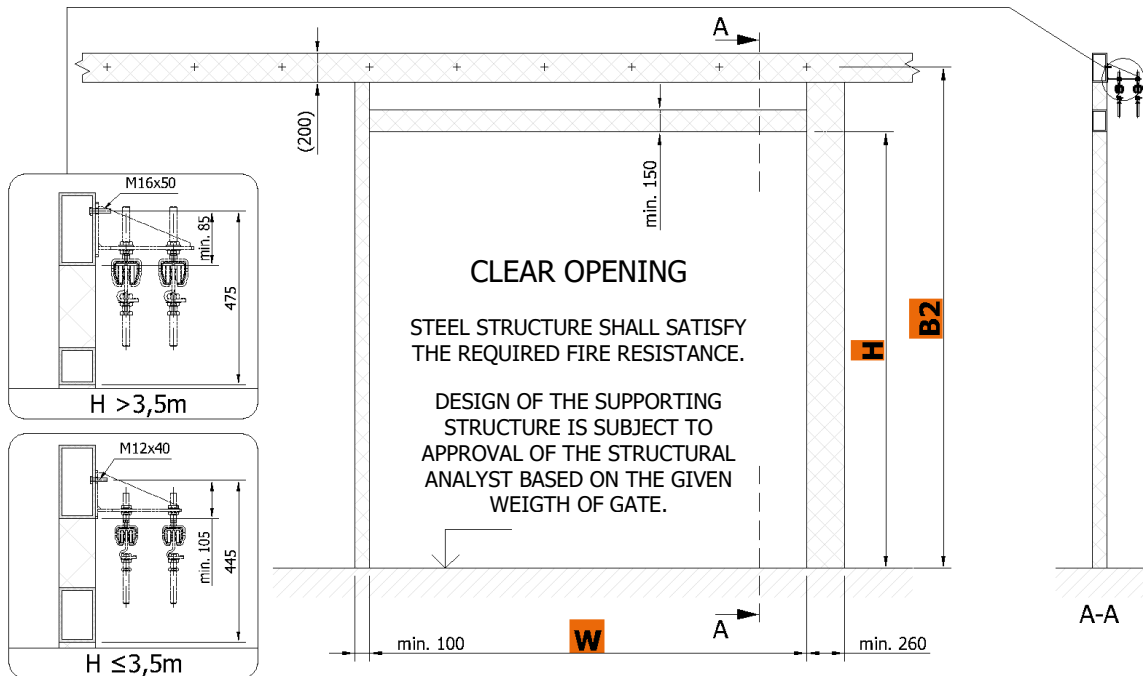 A
(200)
min. 150
M16x50
min. 85
475
H >3,5m
M12x40
min. 105
445
H ≤3,5m
CLEAR OPENING
STEEL STRUCTURE SHALL SATISFY
THE REQUIRED FIRE RESISTANCE.
DESIGN OF THE SUPPORTING
STRUCTURE IS SUBJECT TO
APPROVAL OF THE STRUCTURAL
ANALYST BASED ON THE GIVEN
WEIGTH OF GATE.
H
B2
A
min. 100
W
min. 260
A-A